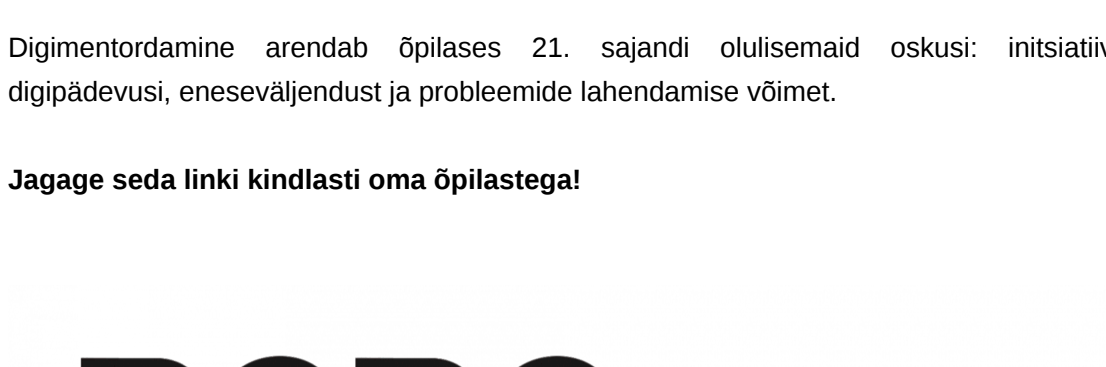 Digimentordamine arendab õpilases 21. sajandi olulisemaid oskusi:
digipädevusi, eneseväljendust ja probleemide lahendamise võimet.
Jagage seda linki kindlasti oma õpilastega!